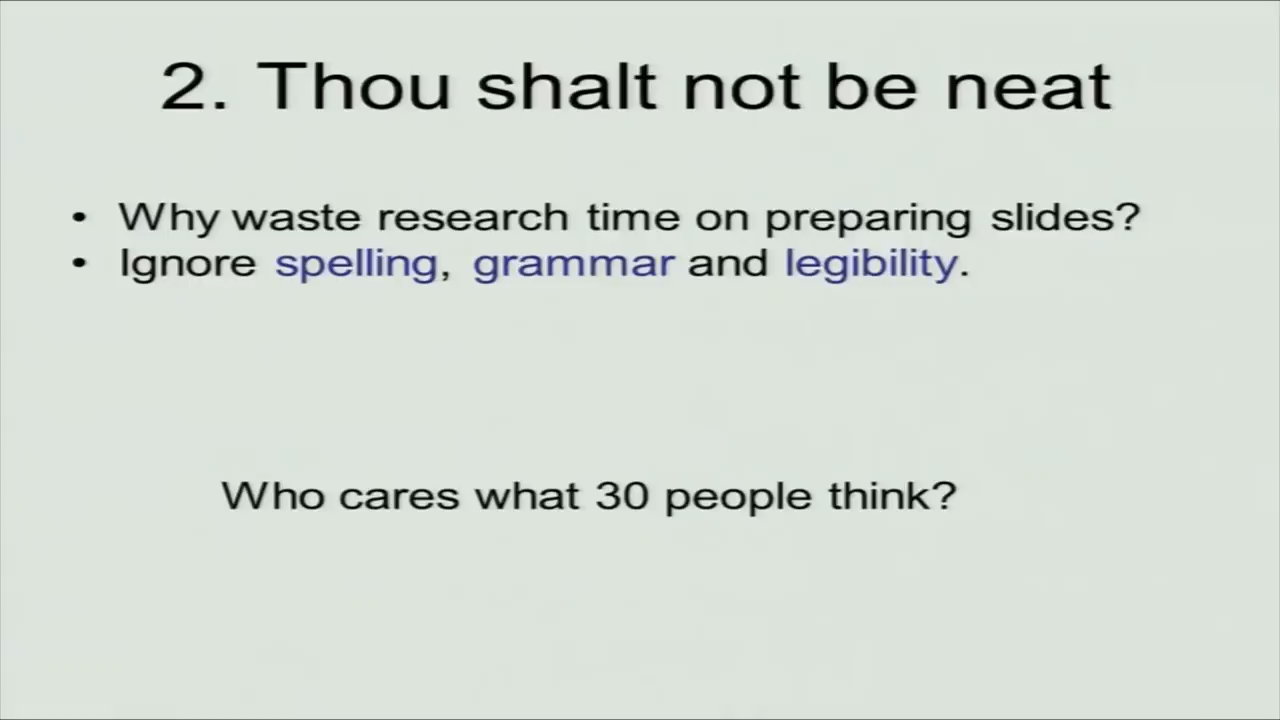 2. Thou shalt not be neat
• Why waste research time on preparing slides?
• Ignore spelling, grammar and legibility.
Who cares what 30 people think?